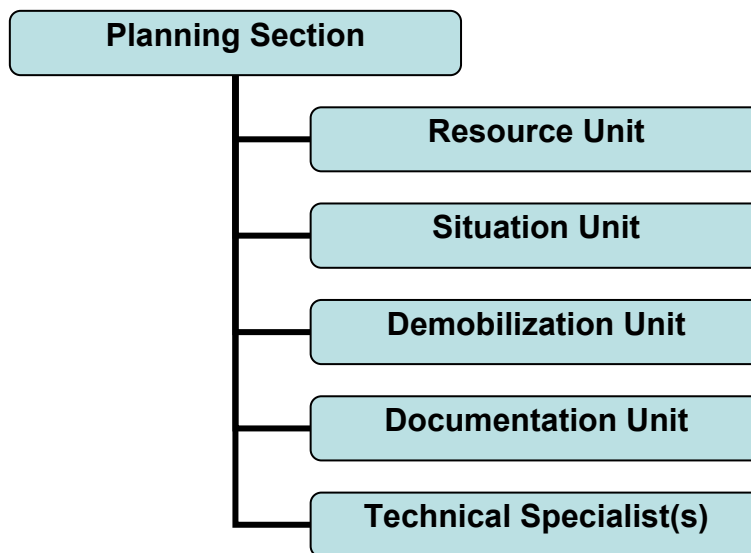 Planning Section
Resource Unit
Situation Unit
Demobilization Unit
Documentation Unit
Technical Specialist(s)